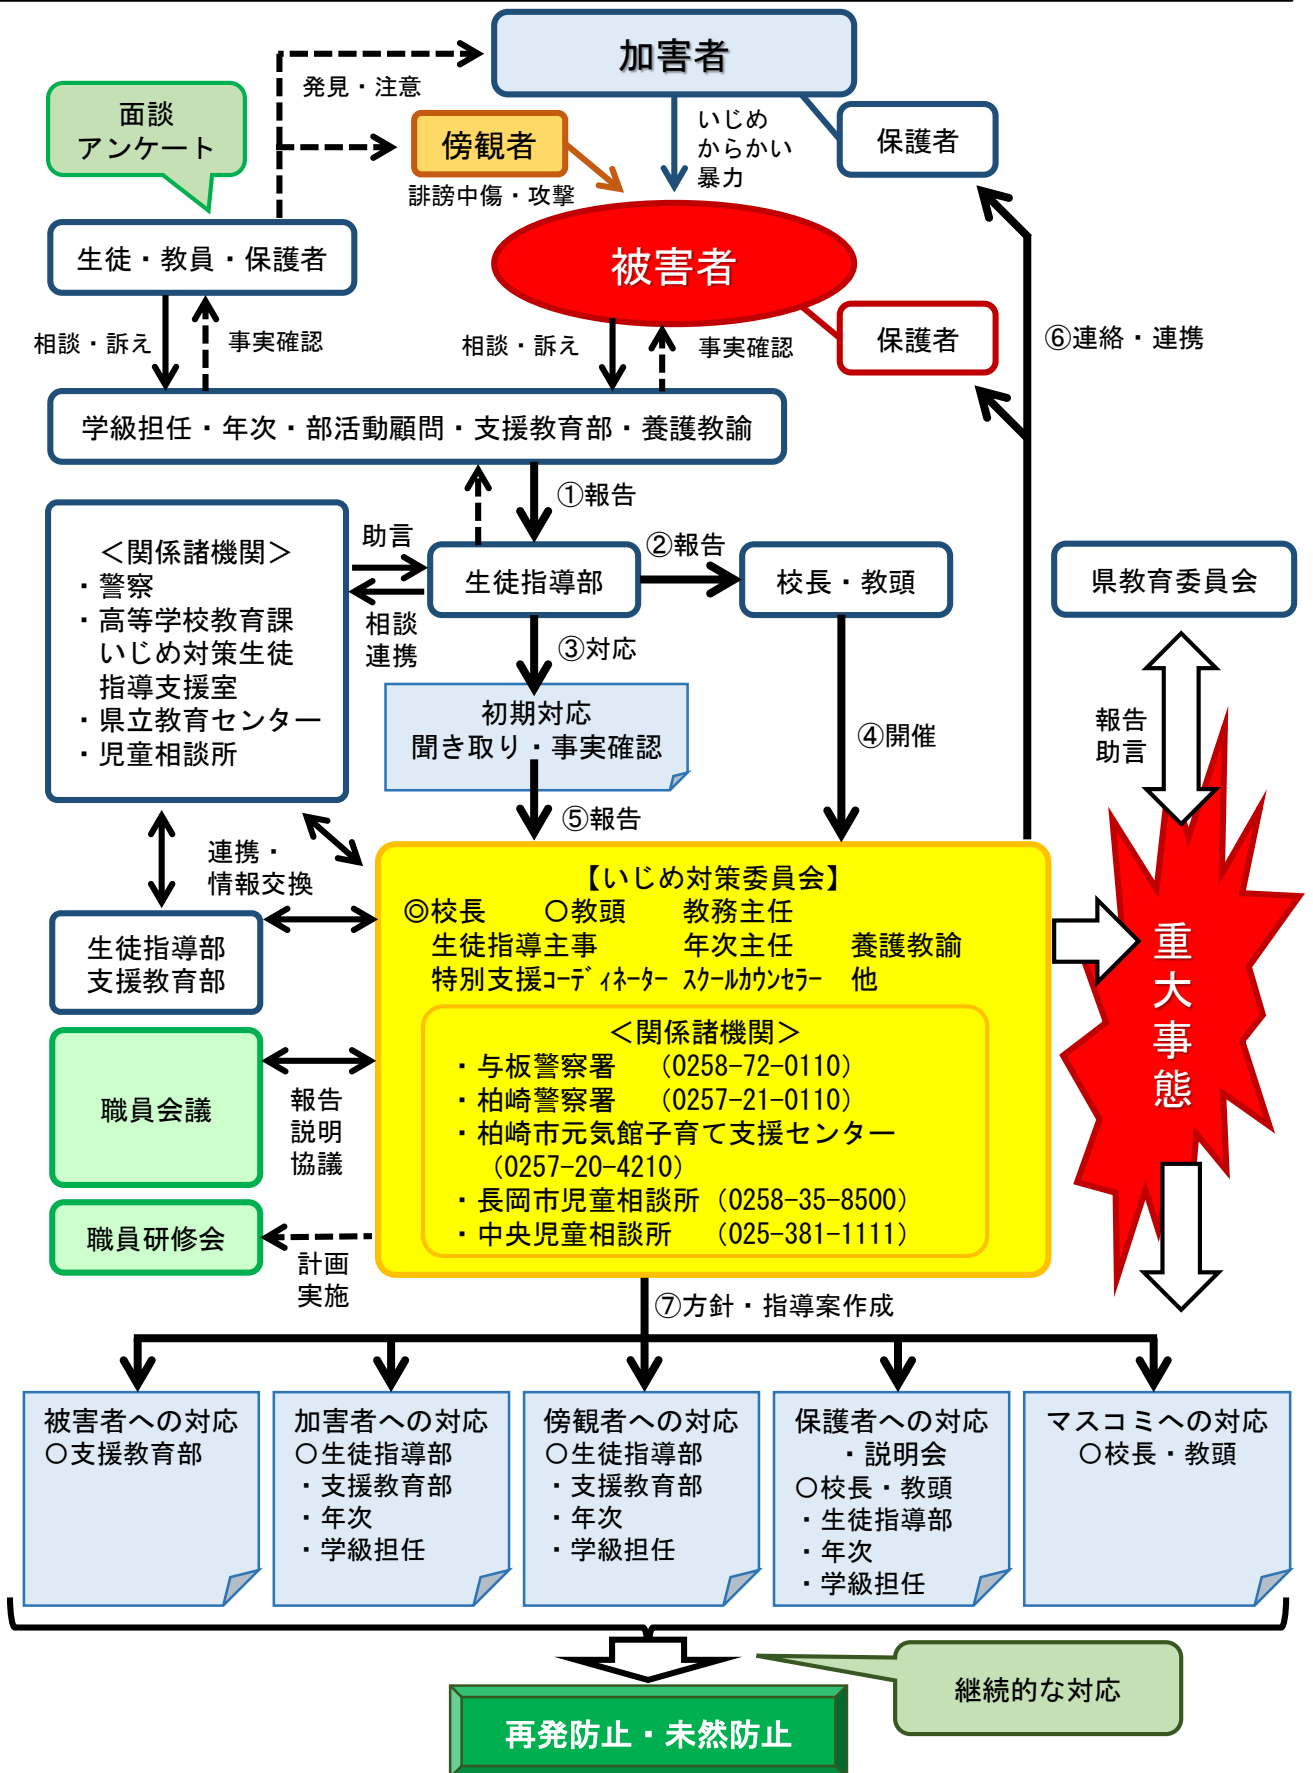 加害者
発見・注意
面談
アンケート
傍観者
いじめ
からかい
暴力
保護者
誹謗中傷・攻撃
生徒・教員・保護者
被害者
保護者
相談・訴え
事実確認
相談・訴え
事実確認
⑥連絡・連携
学級担任・年次・部活動顧問・支援教育部・養護教諭
①報告
＜関係諸機関＞
・警察
・高等学校教育課
いじめ対策生徒
指導支援室
・県立教育センター
・児童相談所
助言
相談
連携
生徒指導部
②報告
校長・教頭
県教育委員会
③対応
初期対応
聞き取り・事実確認
④開催
報告
助言
⑤報告
連携・
情報交換
【いじめ対策委員会】
◎校長　○教頭　教務主任
生徒指導主事　年次主任　養護教諭
特別支援ｺｰﾃﾞｨﾈｰﾀｰ ｽｸｰﾙｶｳﾝｾﾗｰ 他
生徒指導部
支援教育部
重大事態
＜関係諸機関＞
・与板警察署　（0258-72-0110）
・柏崎警察署　（0257-21-0110）
・柏崎市元気館子育て支援センター
（0257-20-4210）
・長岡市児童相談所（0258-35-8500）
・中央児童相談所　（025-381-1111）
職員会議
報告
説明
協議
職員研修会
計画
実施
⑦方針・指導案作成
被害者への対応
○支援教育部
加害者への対応
○生徒指導部
・支援教育部
・年次
・学級担任
傍観者への対応
○生徒指導部
・支援教育部
・年次
・学級担任
保護者への対応
・説明会
○校長・教頭
・生徒指導部
・年次
・学級担任
マスコミへの対応
○校長・教頭
継続的な対応
再発防止・未然防止